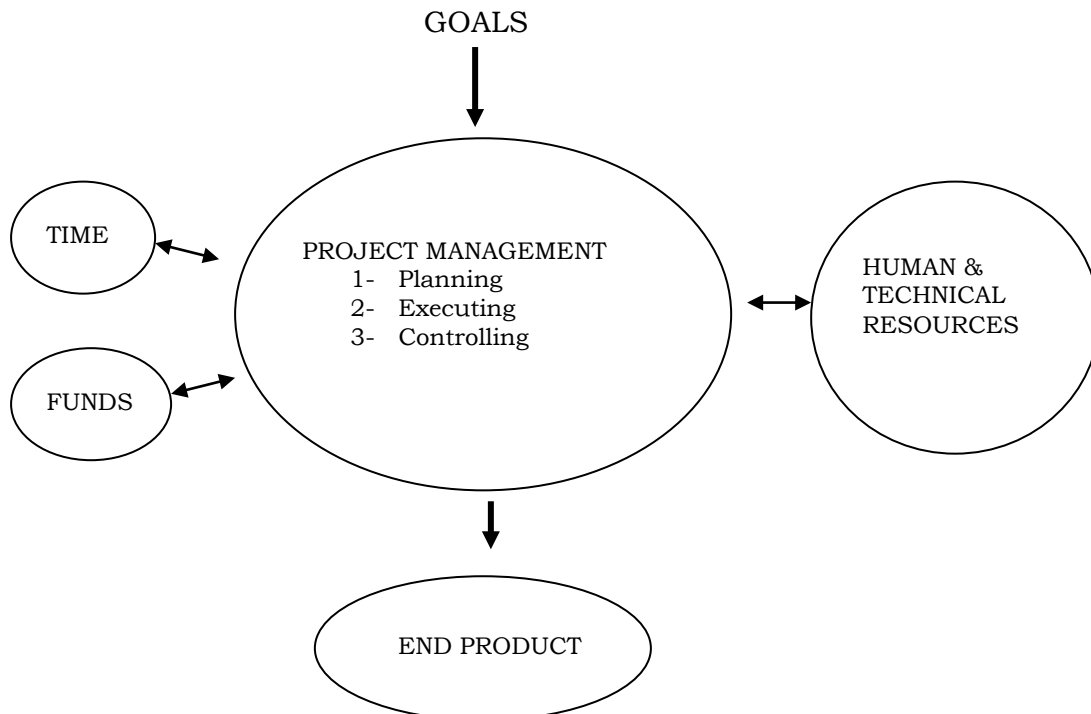 GOALS
TIME
FUNDS
PROJECT MANAGEMENT
1- Planning
2- Executing
3- Controlling
HUMAN &
TECHNICAL
RESOURCES
END PRODUCT